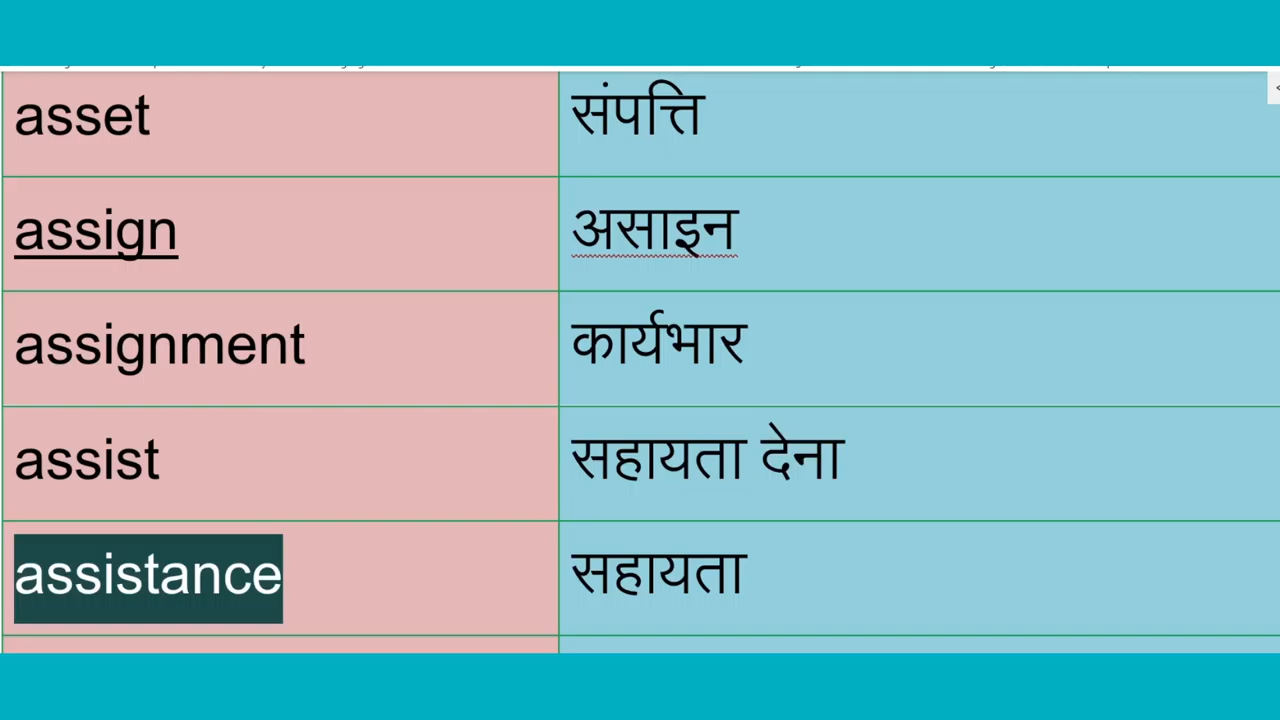 asset संपत्ति
assign असाइन
assignment कार्यभार
assist सहायता देना
assistance सहायता